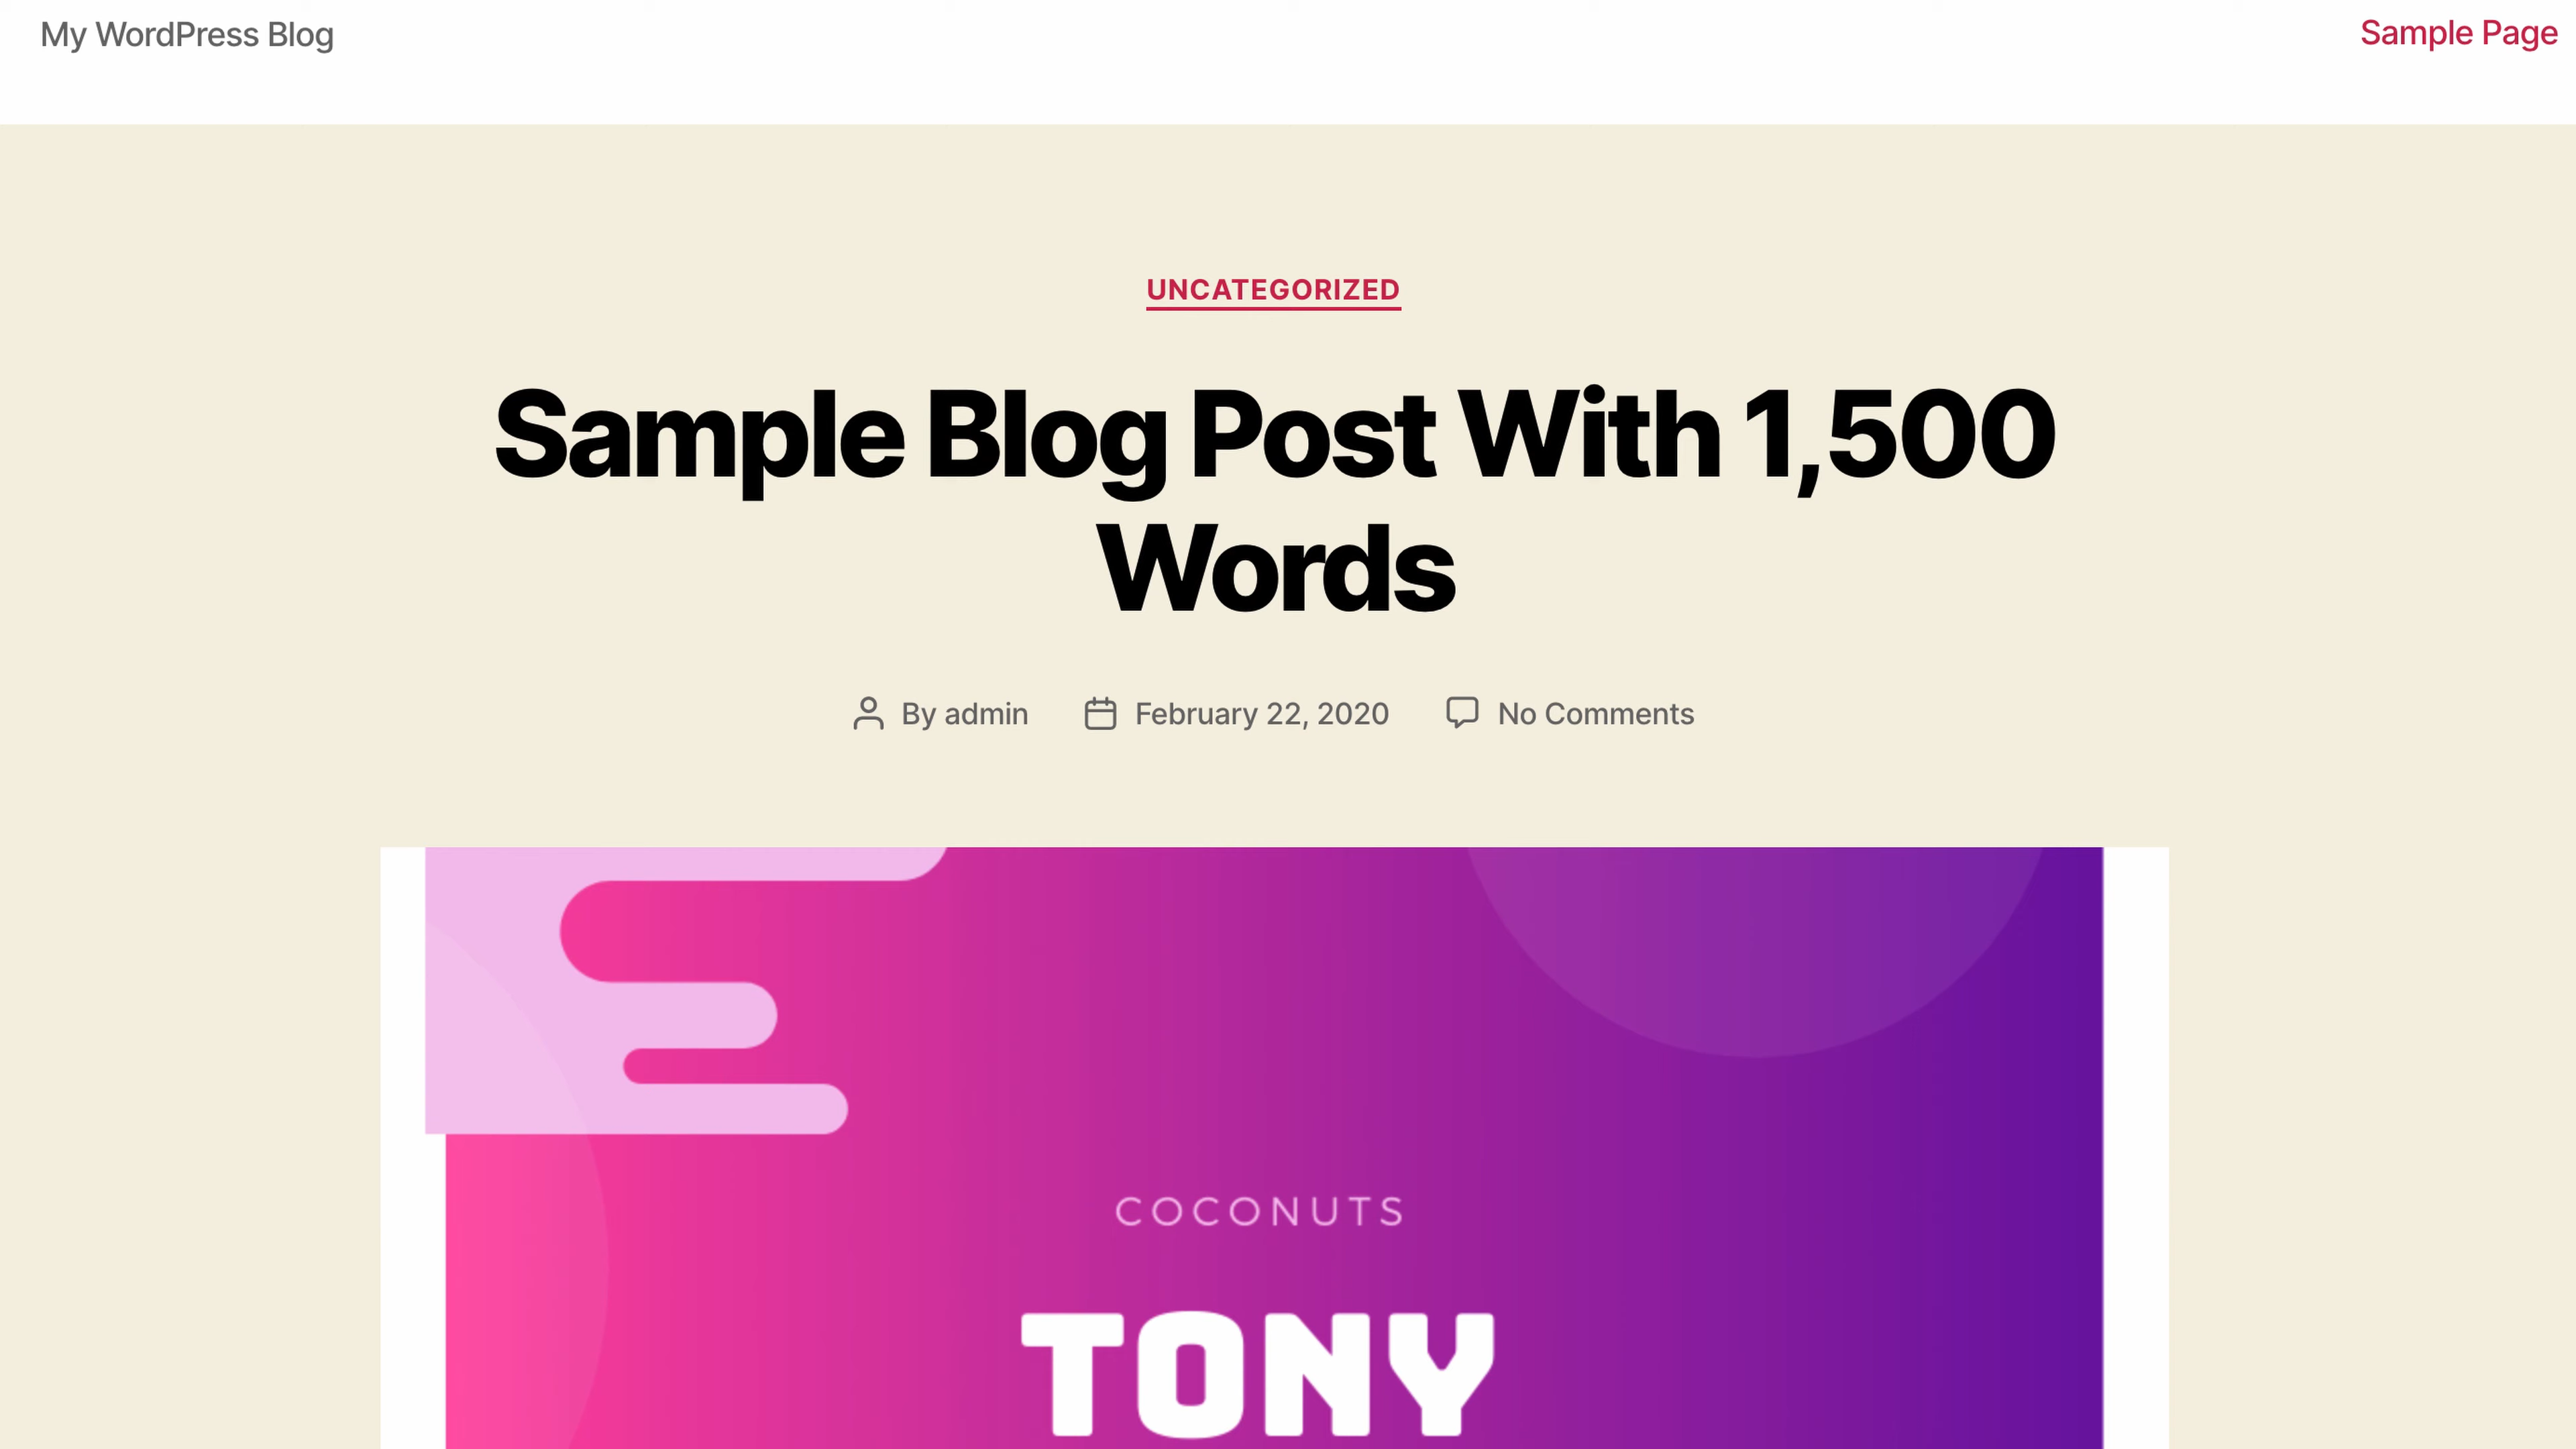 My WordPress Blog
Sample Page
UNCATEGORIZED
Sample Blog Post With 1,500
Words
By admin
February 22, 2020
No Comments
COCONUTS
TONY